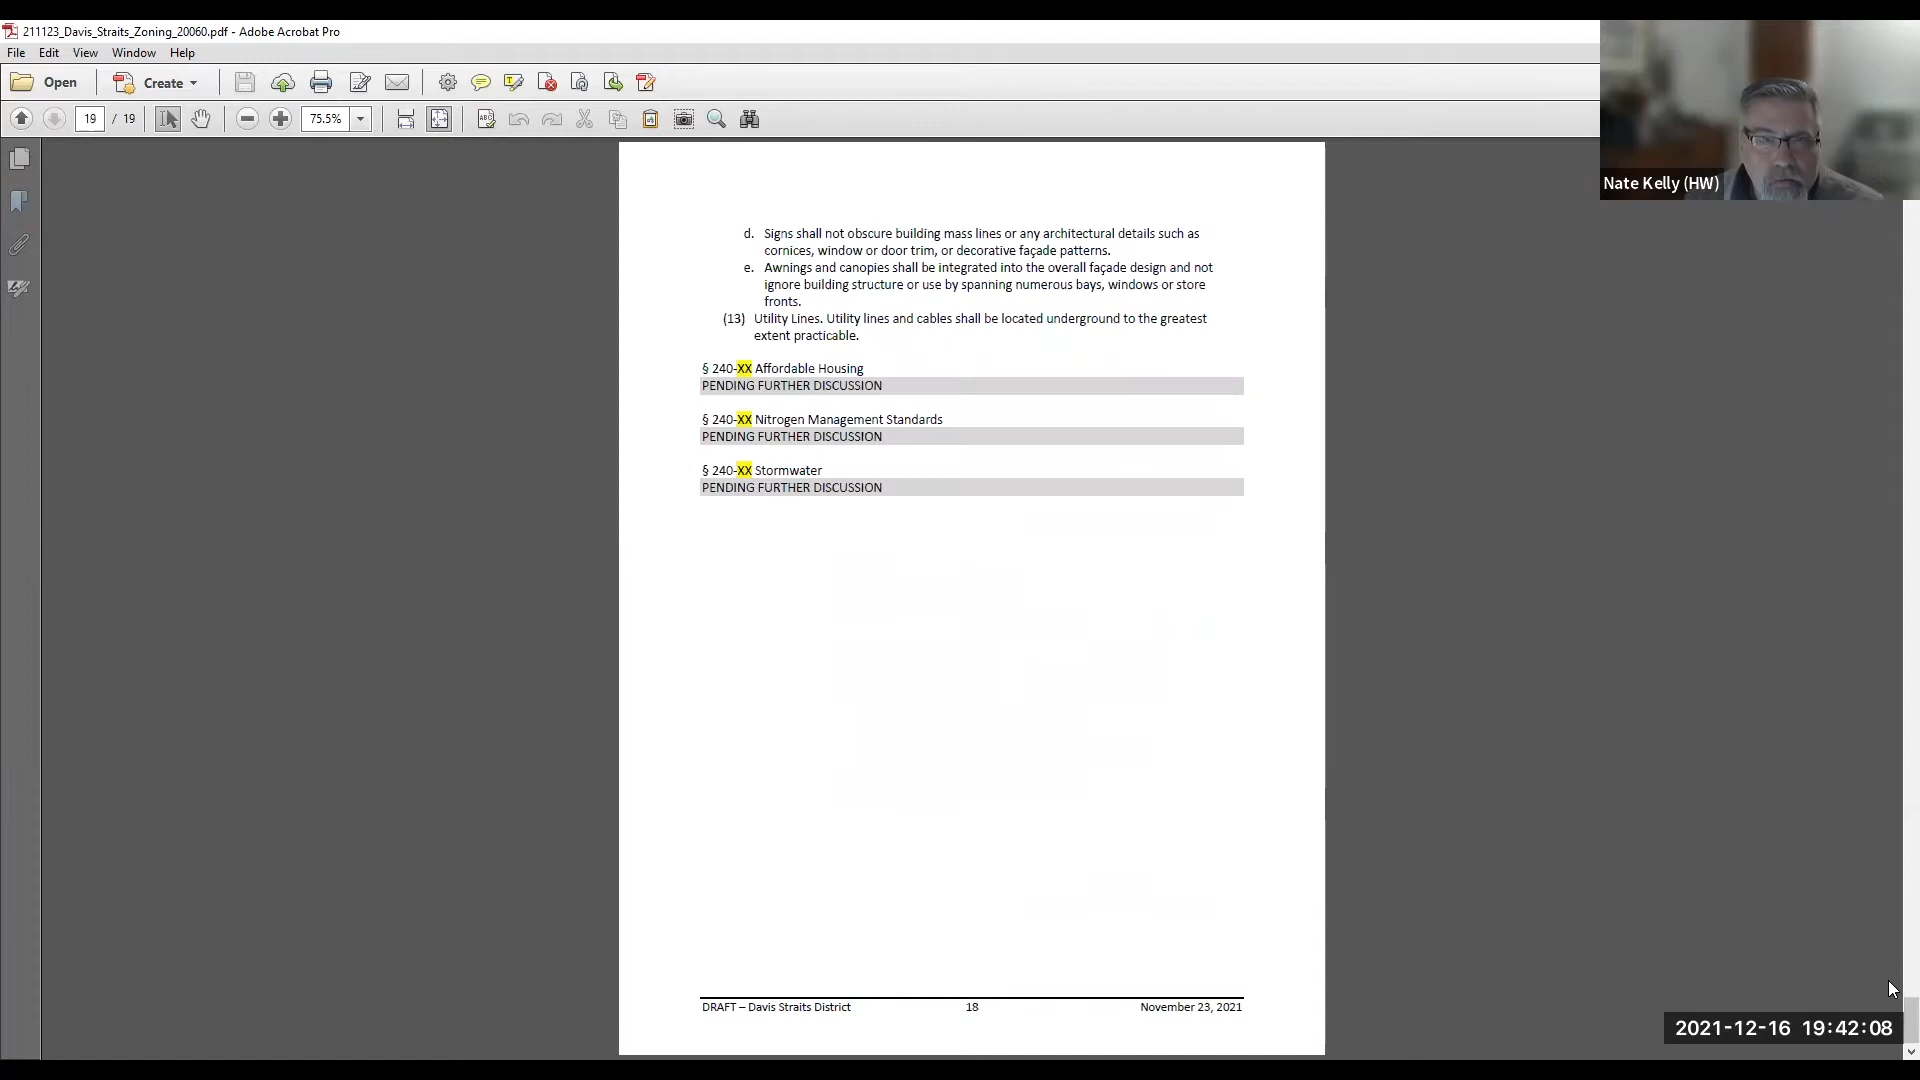 211123_Davis_Straits_Zoning_20060.pdf - Adobe Acrobat Pro
File Edit View Window Help
Open Create
19 / 19 75.5%
Nate Kelly (HW)
d. Signs shall not obscure building mass lines or any architectural details such as
cornices, window or door trim, or decorative façade patterns.
e. Awnings and canopies shall be integrated into the overall façade design and not
ignore building structure or use by spanning numerous bays, windows or store
fronts.
(13) Utility Lines. Utility lines and cables shall be located underground to the greatest
extent practicable.
§ 240-XX Affordable Housing
PENDING FURTHER DISCUSSION
§ 240-XX Nitrogen Management Standards
PENDING FURTHER DISCUSSION
§ 240-XX Stormwater
PENDING FURTHER DISCUSSION
DRAFT – Davis Straits District 18 November 23, 2021
2021-12-16 19:42:08